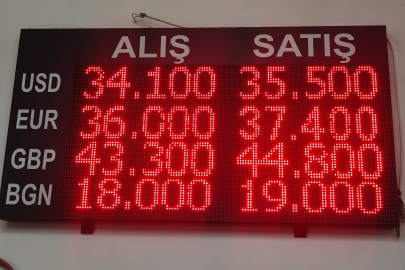 ALIŞ SATIŞ
USD 34.100 35.500
EUR 36.000 37.400
GBP 43.300 44.800
BGN 18.000 19.000